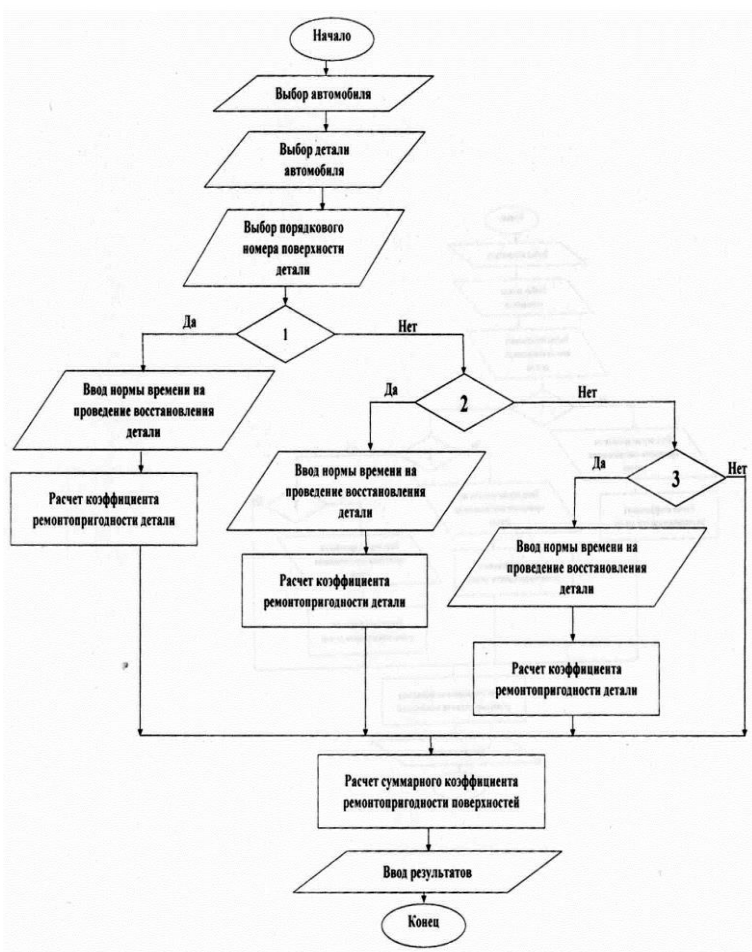 Начало
Выбор автомобиля
Выбор детали
автомобиля
Выбор порядкового
номера поверхности
детали
Да
1
Нет
Ввод нормы времени на
проведение восстановления
детали
Расчет коэффициента
ремонтопригодности детали
Да
2
Нет
Ввод нормы времени на
проведение восстановления
детали
Расчет коэффициента
ремонтопригодности детали
Да
3
Нет
Ввод нормы времени на
проведение восстановления
детали
Расчет коэффициента
ремонтопригодности детали
Расчет суммарного коэффициента
ремонтопригодности поверхностей
Ввод результатов
Конец